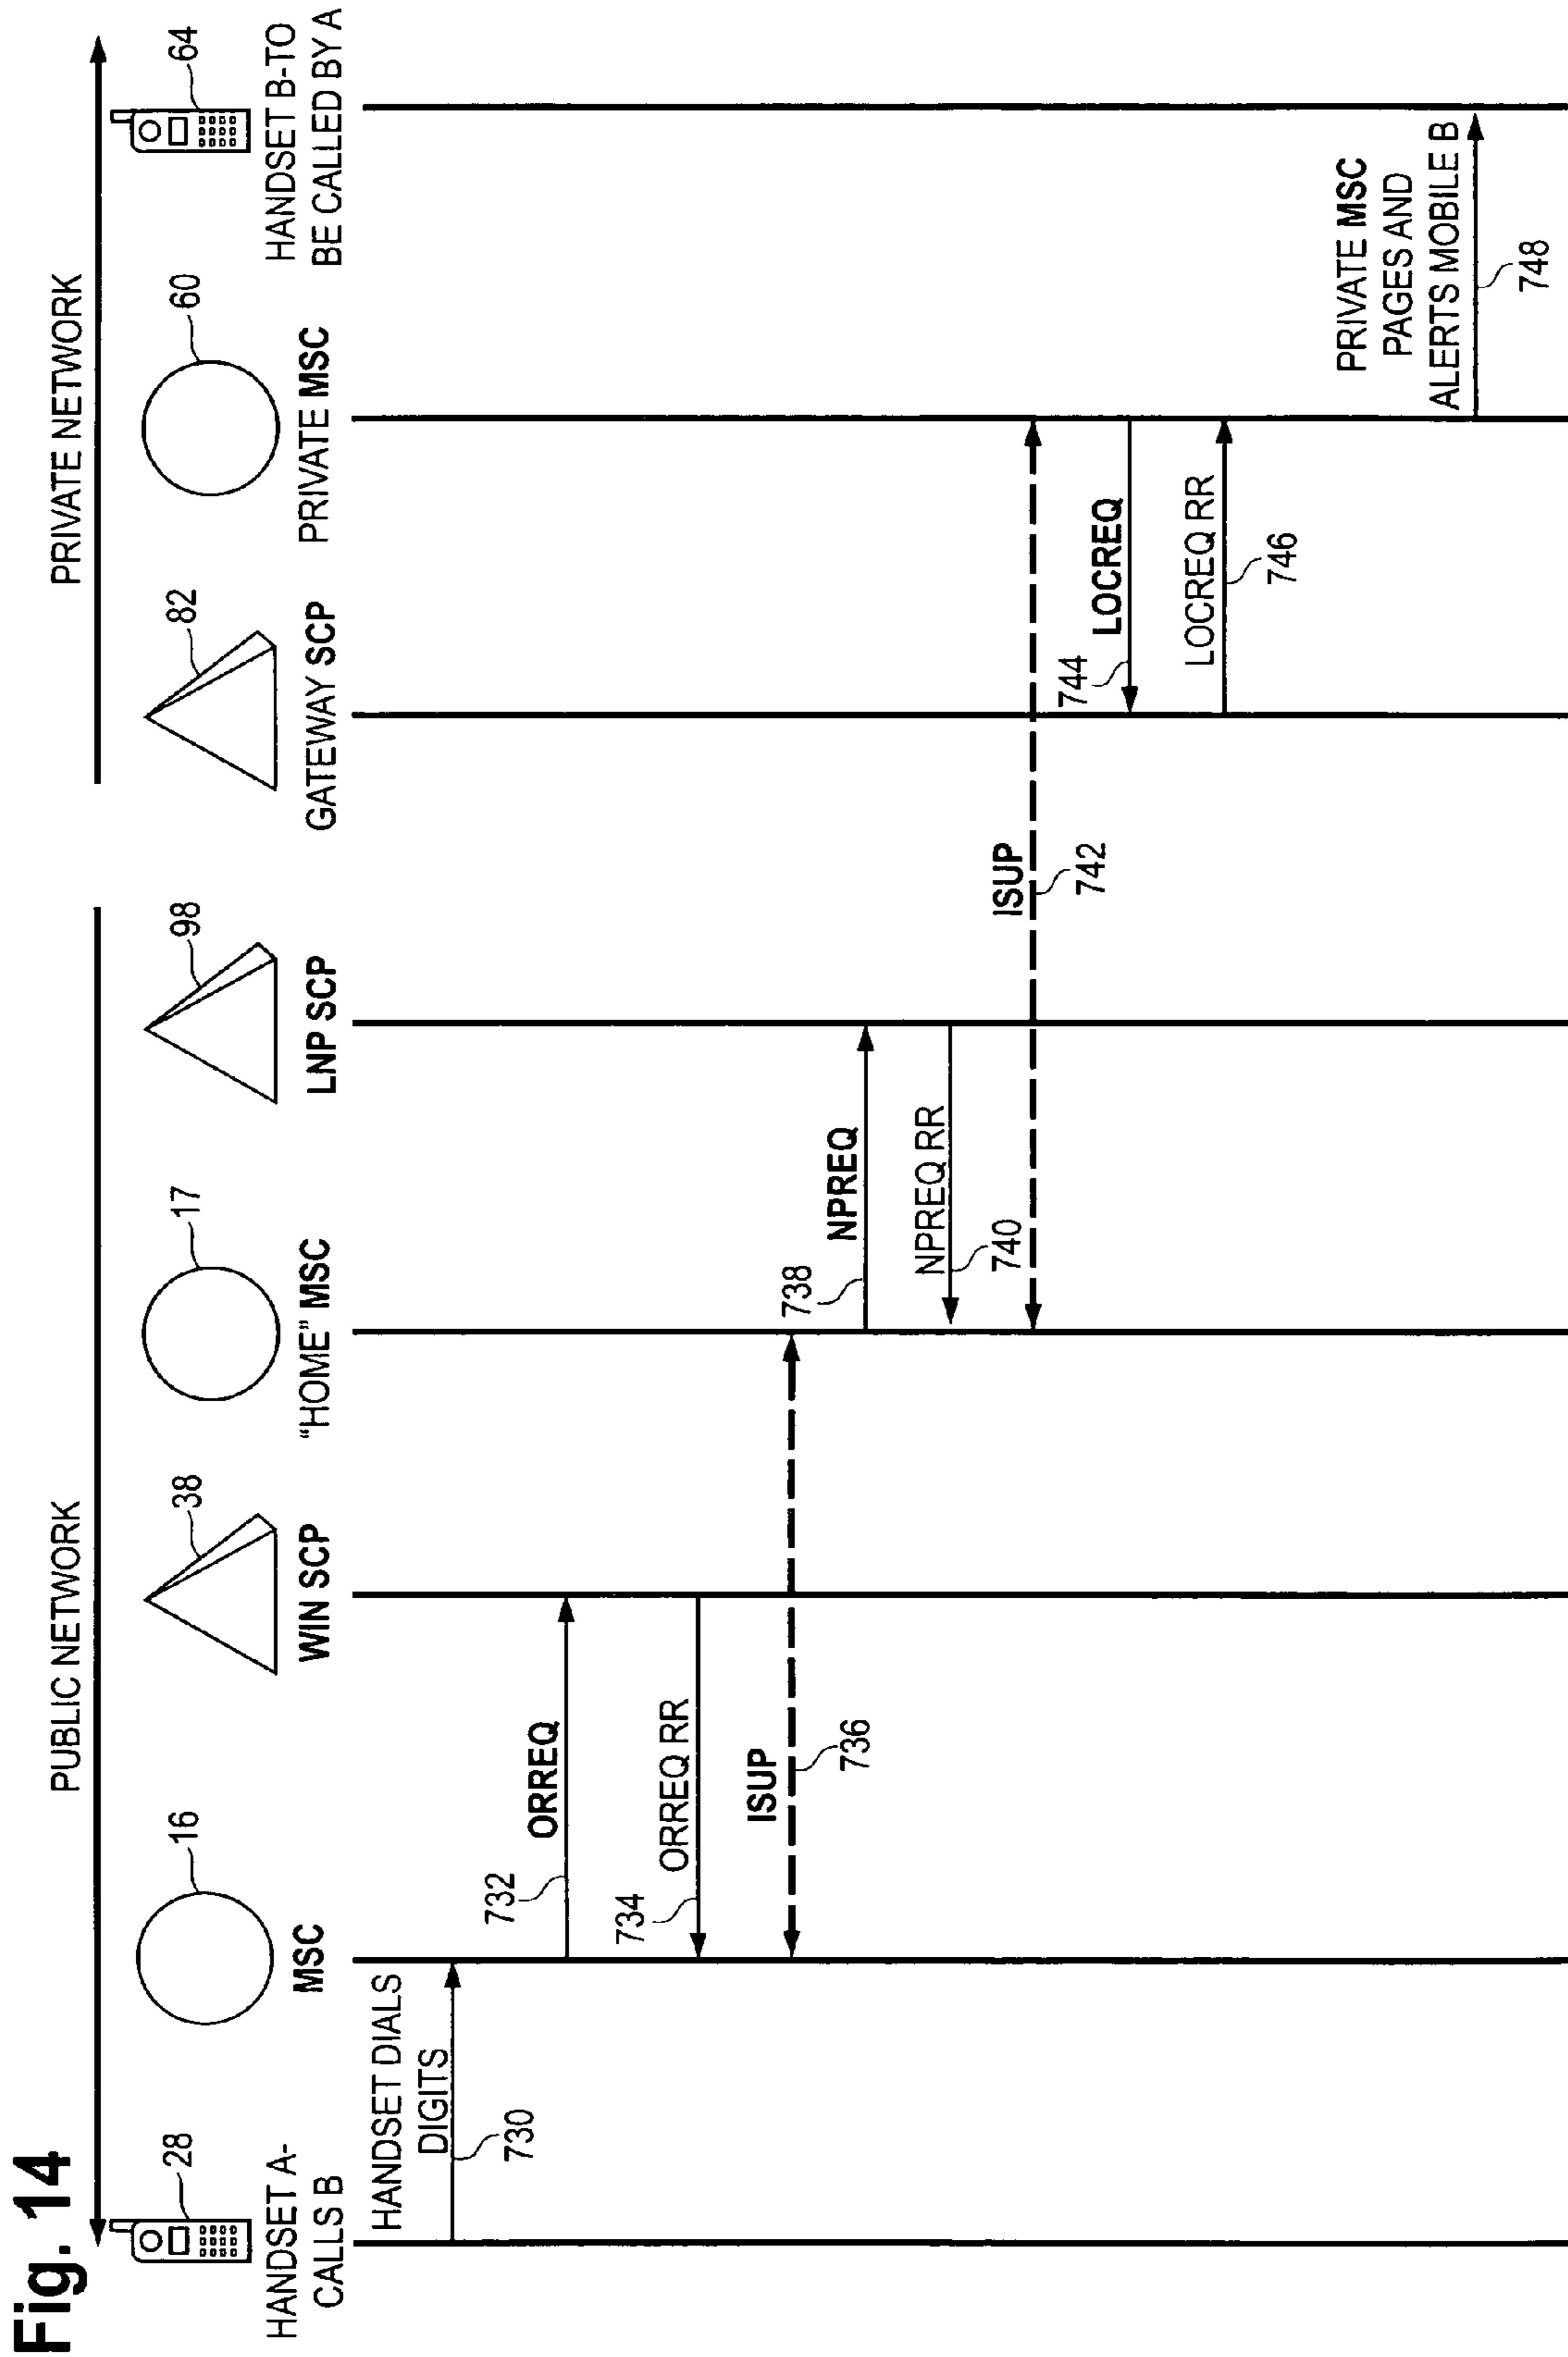 Fig. 14
PUBLIC NETWORK
PRIVATE NETWORK
28
16
38
17
98
82
60
64
HANDSET A-
CALLS B
MSC
WIN SCP
“HOME” MSC
LNP SCP
GATEWAY SCP
PRIVATE MSC
HANDSET B-TO
BE CALLED BY A
HANDSET DIALS
DIGITS
730
732
ORREQ
734
ORREQ RR
ISUP
736
738
NPREQ
NPREQ RR
740
ISUP
742
744
LOCREQ
LOCREQ RR
746
PRIVATE MSC
PAGES AND
ALERTS MOBILE B
748